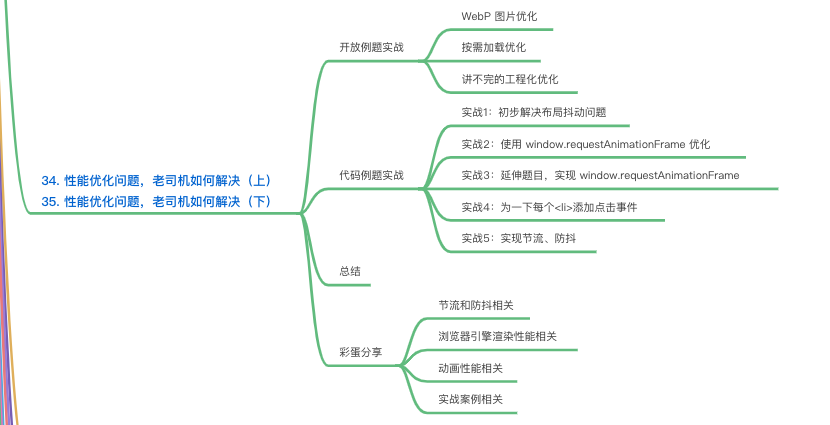 34. 性能优化问题，老司机如何解决（上）
35. 性能优化问题，老司机如何解决（下）
开放例题实战
WebP 图片优化
按需加载优化
讲不完的工程化优化
代码例题实战
实战1：初步解决布局抖动问题
实战2：使用 window.requestAnimationFrame 优化
实战3：延伸题目，实现 window.requestAnimationFrame
实战4：为一下每个<li>添加点击事件
实战5：实现节流、防抖
总结
彩蛋分享
节流和防抖相关
浏览器引擎渲染性能相关
动画性能相关
实战案例相关